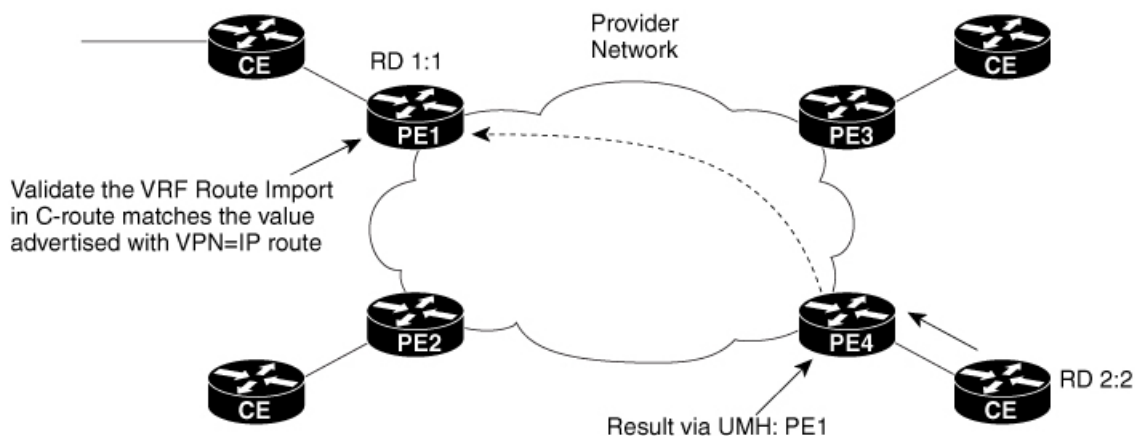 Provider
Network
CE
CE
RD 1:1
PE1
PE3
Validate the VRF Route Import
in C-route matches the value
advertised with VPN=IP route
PE2
PE4
CE
CE
RD 2:2
Result via UMH: PE1